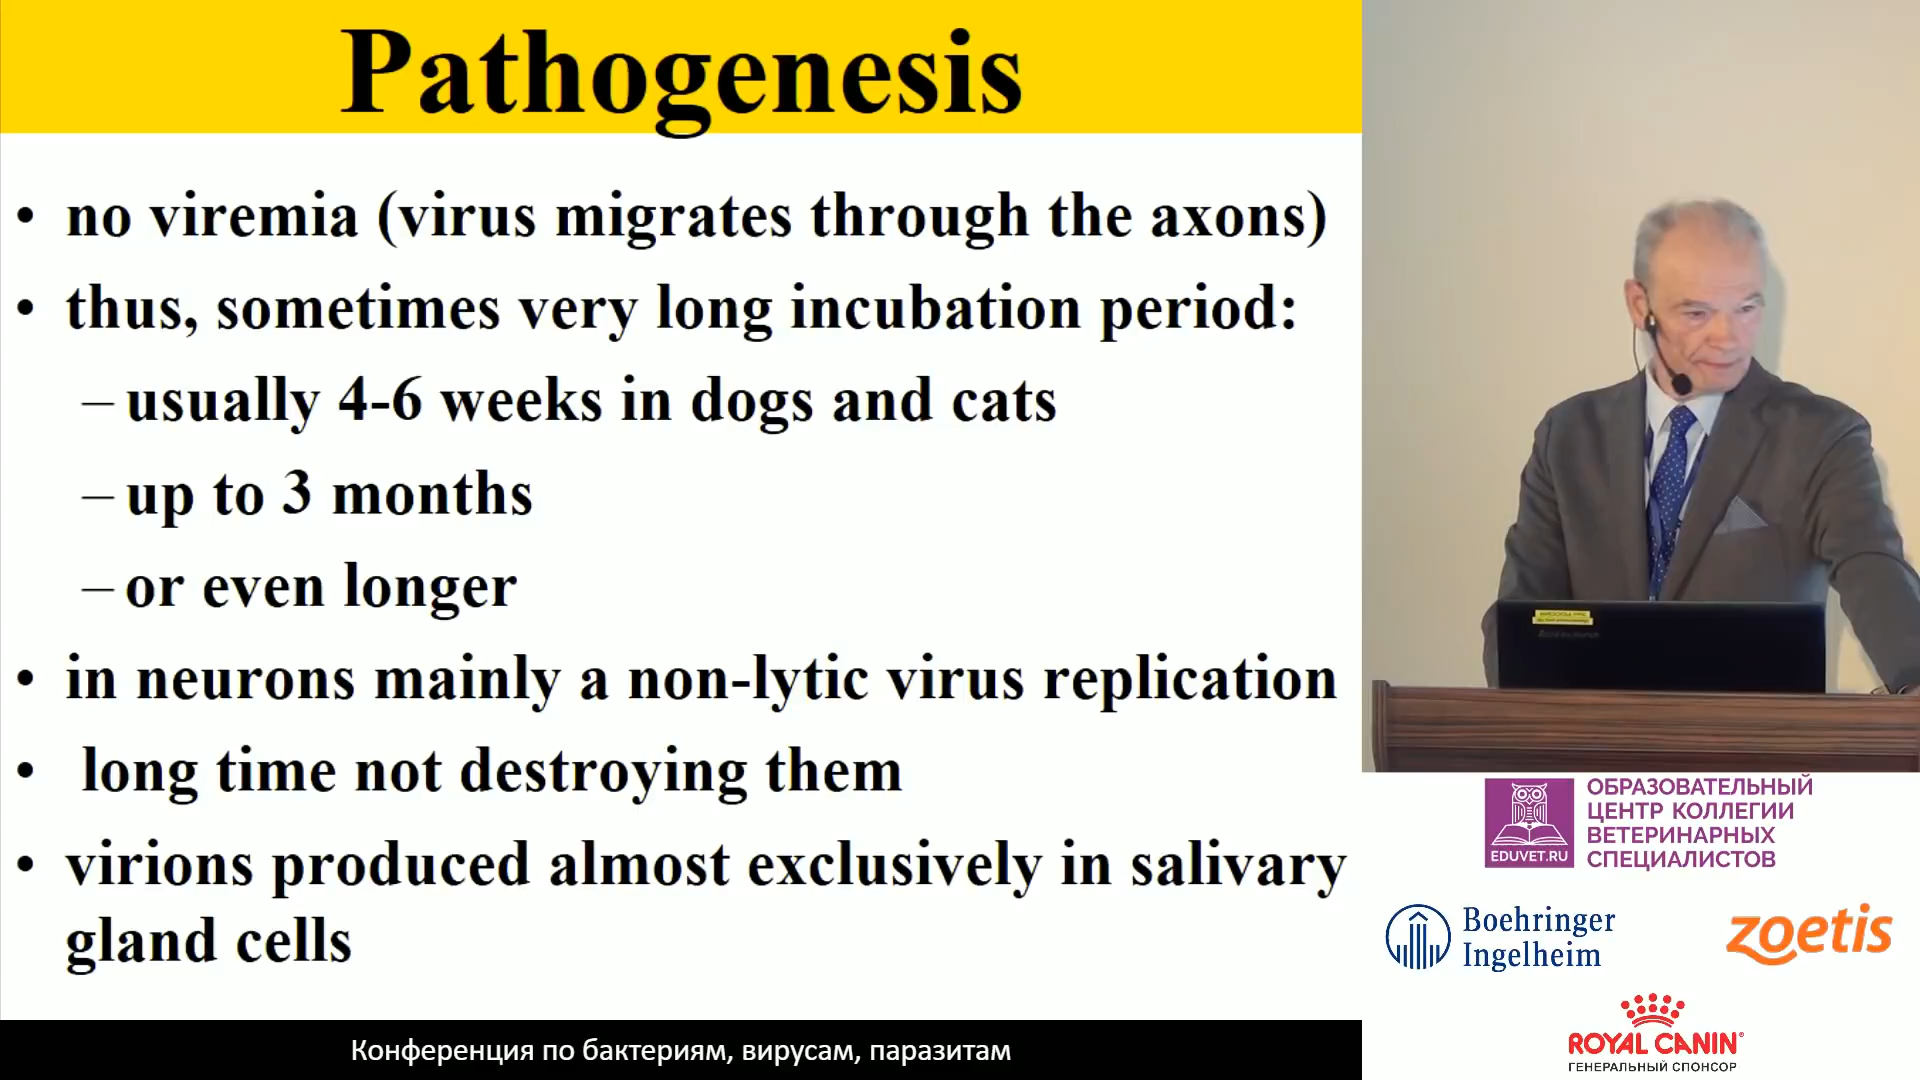 Pathogenesis
• no viremia (virus migrates through the axons)
• thus, sometimes very long incubation period:
– usually 4-6 weeks in dogs and cats
– up to 3 months
– or even longer
• in neurons mainly a non-lytic virus replication
• long time not destroying them
• virions produced almost exclusively in salivary
gland cells
Конференция по бактериям, вирусам, паразитам
EDUVET.RU
ОБРАЗОВАТЕЛЬНЫЙ
ЦЕНТР КОЛЛЕГИИ
ВЕТЕРИНАРНЫХ
СПЕЦИАЛИСТОВ
Boehringer
Ingelheim
zoetis
ROYAL CANIN
ГЕНЕРАЛЬНЫЙ СПОНСОР